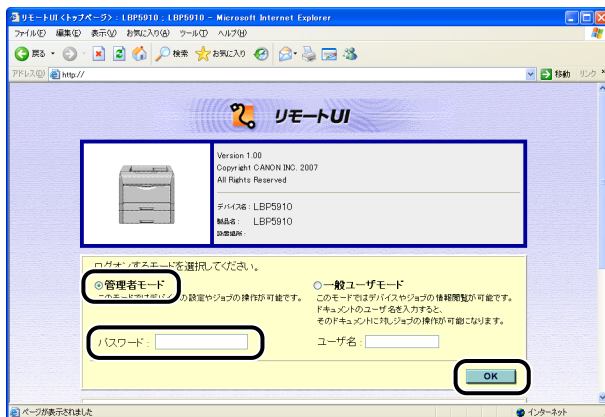 リモートUI <トップページ> : LBP5910 ; LBP5910 - Microsoft Internet Explorer
ファイル(F) 編集(E) 表示(V) お気に入り(A) ツール(T) ヘルプ(H)
戻る 検索 お気に入り
アドレス(D) http:// 移動 リンク
リモートUI
Version 1.00
Copyright CANON INC. 2007
All Rights Reserved
デバイス名 : LBP5910
製品名 : LBP5910
設置場所 :
ログオンするモードを選択してください。
管理者モード
このモードではデバイスの設定やジョブの操作が可能です。
パスワード :
一般ユーザモード
このモードではデバイスやジョブの情報閲覧が可能です。
ドキュメントのユーザ名を入力すると、
そのドキュメントに対しジョブの操作が可能になります。
ユーザ名 :
OK
ページが表示されました インターネット